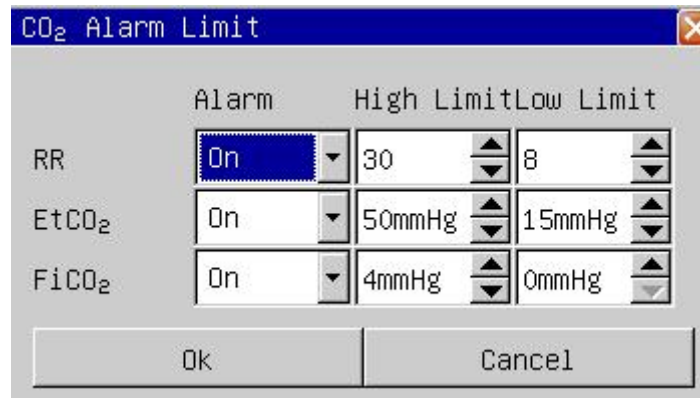 CO₂ Alarm Limit
Alarm High Limit Low Limit
RR On 30 8
EtCO₂ On 50mmHg 15mmHg
FiCO₂ On 4mmHg 0mmHg
Ok Cancel